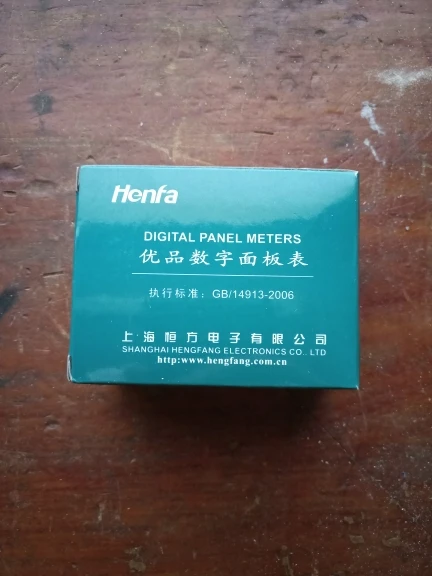 Henfa
DIGITAL PANEL METERS
优品数字面板表
执行标准：GB/14913-2006
上海恒方电子有限公司
SHANGHAI HENGFANG ELECTRONICS CO.. LTD
http:www.hengfang.com.cn